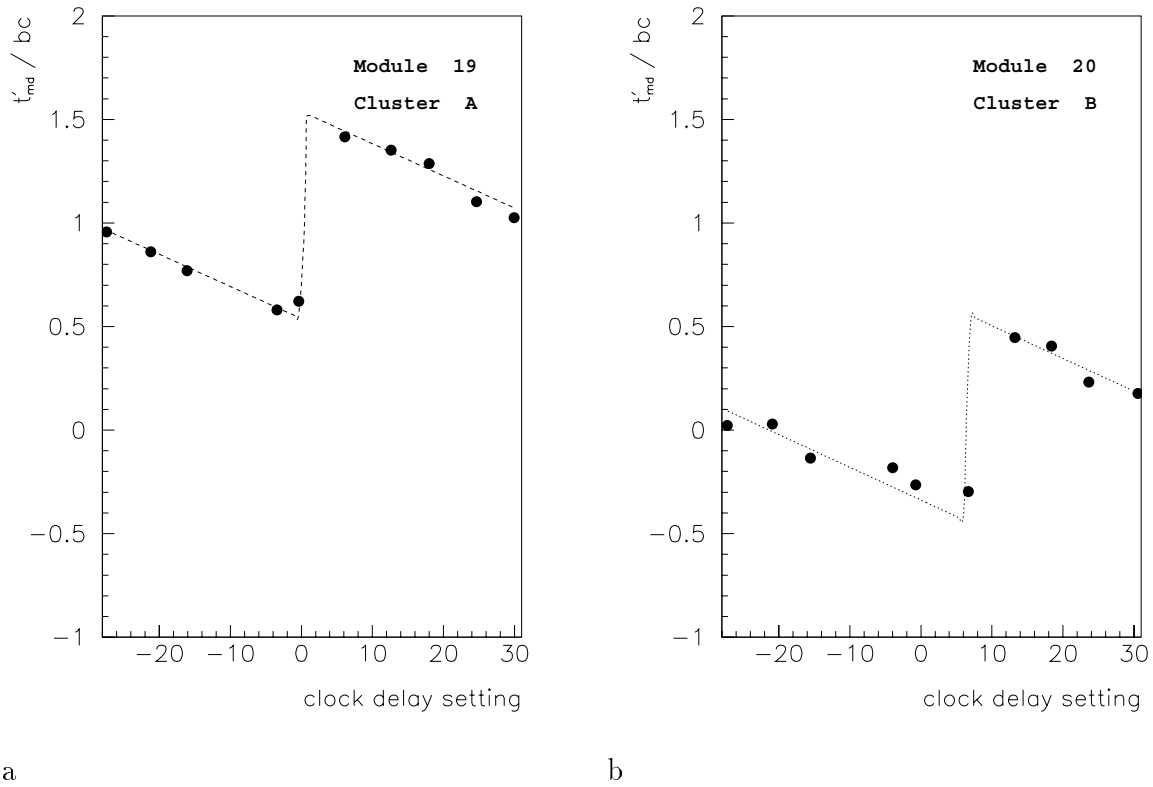 t′md / bc
2
1.5
1
0.5
0
−0.5
−1
Module 19
Cluster A
−20 −10 0 10 20 30
clock delay setting
a
t′md / bc
2
1.5
1
0.5
0
−0.5
−1
Module 20
Cluster B
−20 −10 0 10 20 30
clock delay setting
b